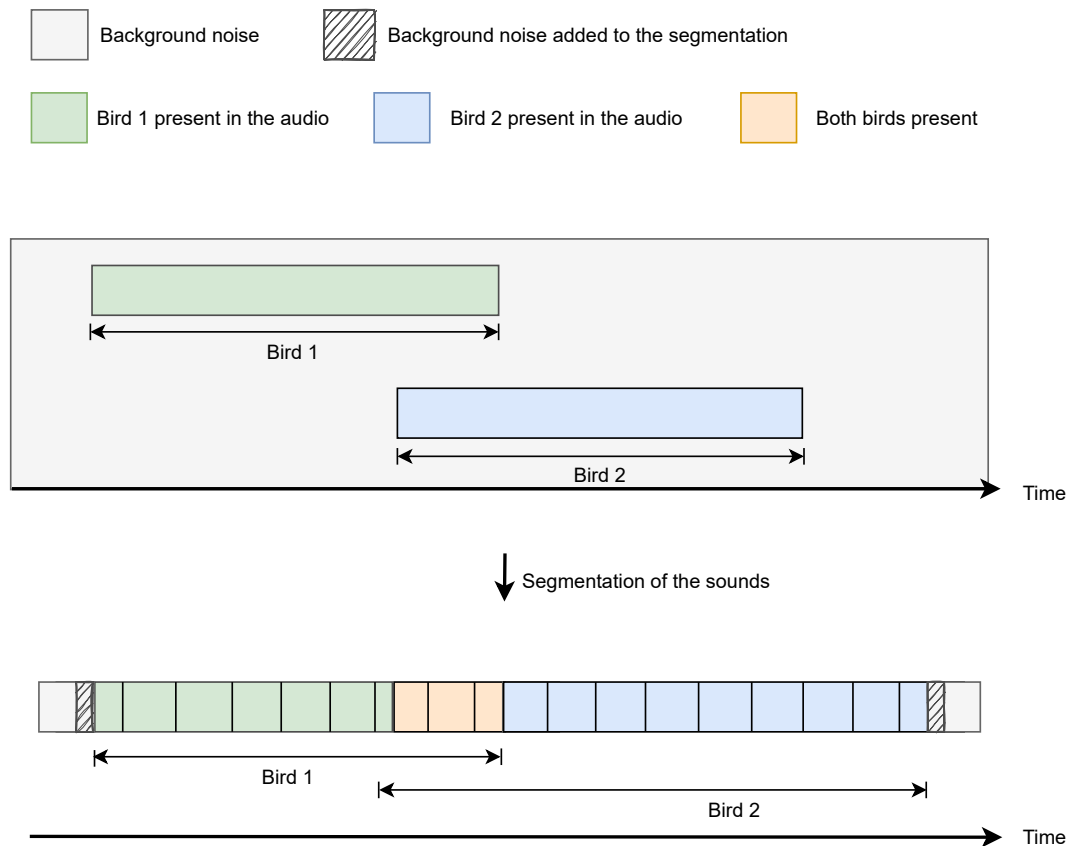 Background noise
Background noise added to the segmentation
Bird 1 present in the audio
Bird 2 present in the audio
Both birds present
Bird 1
Bird 2
Time
Segmentation of the sounds
Bird 1
Bird 2
Time